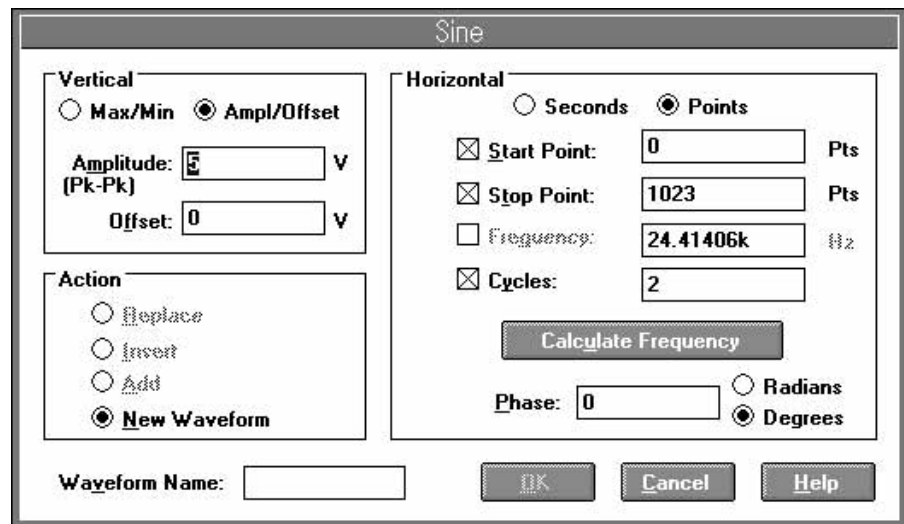 Sine
Vertical
Max/Min Ampl/Offset
Amplitude: 5 V
(Pk-Pk)
Offset: 0 V
Action
Replace
Insert
Add
New Waveform
Horizontal
Seconds Points
Start Point: 0 Pts
Stop Point: 1023 Pts
Frequency: 24.41406k Hz
Cycles: 2
Calculate Frequency
Phase: 0
Radians
Degrees
Waveform Name:
OK Cancel Help